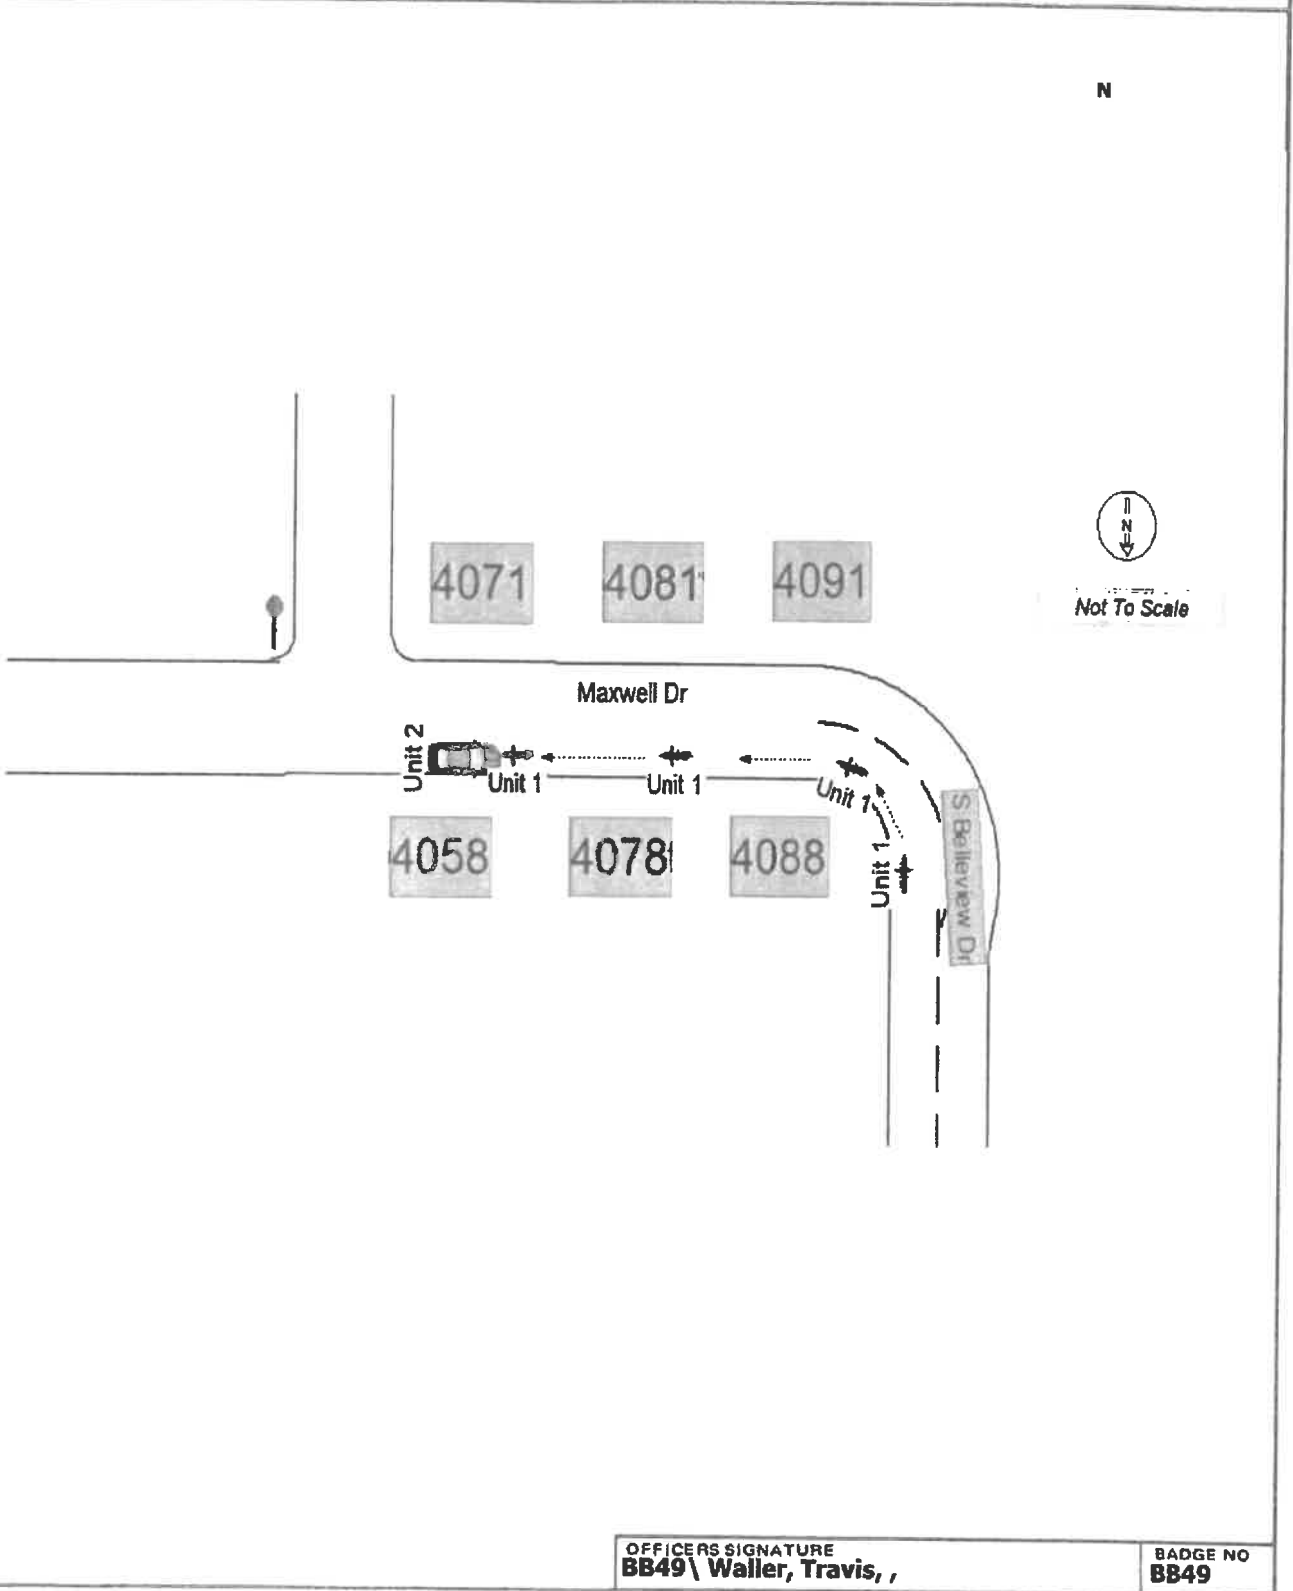 N
4071 4081 4091
N
Not To Scale
Maxwell Dr
Unit 2
Unit 1
Unit 1
Unit 1
Unit 1
S Belleview Dr
4058 4078 4088
OFFICERS SIGNATURE
BB49\ Waller, Travis, ,
BADGE NO
BB49